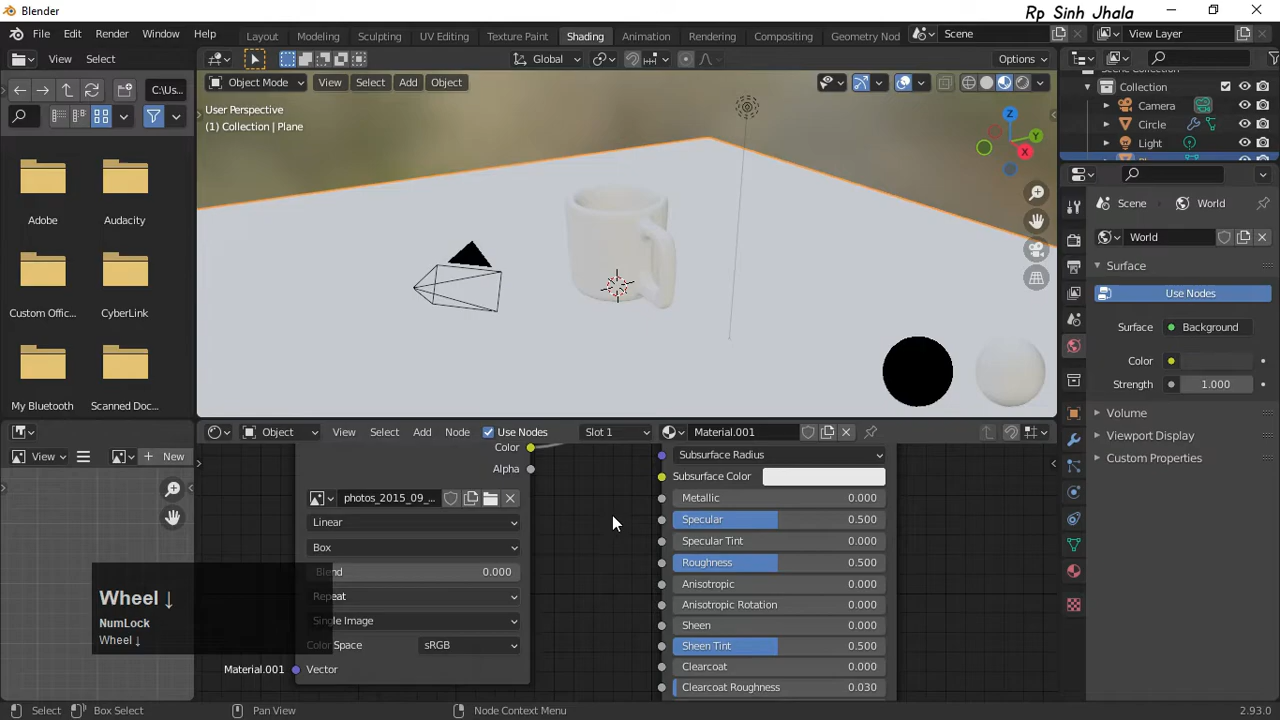 Blender
Rp Sinh Jhala
File Edit Render Window Help
Layout Modeling Sculpting UV Editing Texture Paint Shading Animation Rendering Compositing Geometry Nod
Scene View Layer
View Select
Global Options
C:\Us...
Object Mode View Select Add Object
User Perspective
(1) Collection | Plane
Z
Y
X
Adobe
Audacity
Custom Offic...
CyberLink
My Bluetooth
Scanned Doc...
Scene Collection
Collection
Camera
Circle
Light
Scene World
World
Surface
Use Nodes
Surface Background
Color
Strength 1.000
Volume
Viewport Display
Custom Properties
View New
Object View Select Add Node Use Nodes Slot 1 Material.001
Color
Alpha
photos_2015_09_...
Linear
Box
Blend 0.000
Repeat
Single Image
Color Space sRGB
Vector
Material.001
Subsurface Radius
Subsurface Color
Metallic 0.000
Specular 0.500
Specular Tint 0.000
Roughness 0.500
Anisotropic 0.000
Anisotropic Rotation 0.000
Sheen 0.000
Sheen Tint 0.500
Clearcoat 0.000
Clearcoat Roughness 0.030
Wheel ↓
NumLock
Wheel ↓
Select Box Select Pan View Node Context Menu 2.93.0